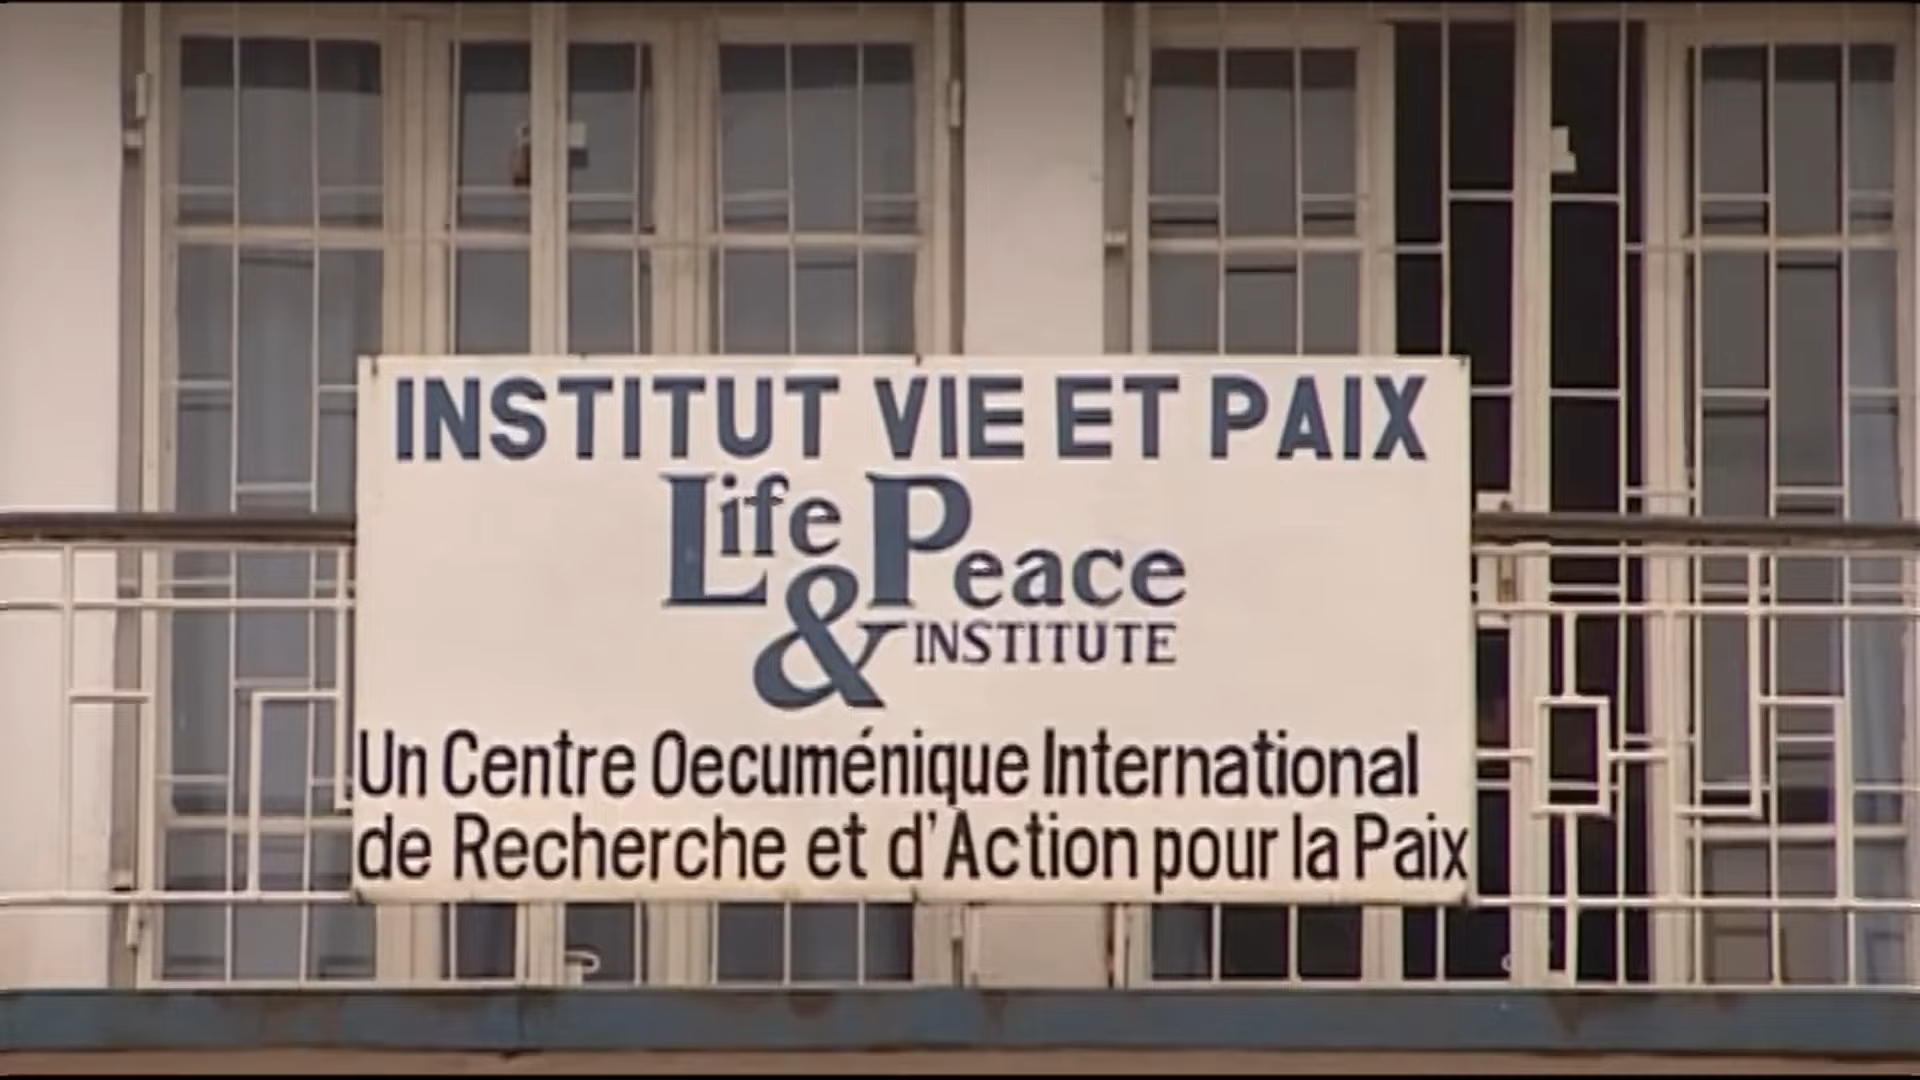 INSTITUT VIE ET PAIX
Life & Peace
INSTITUTE
Un Centre Oecuménique International
de Recherche et d'Action pour la Paix